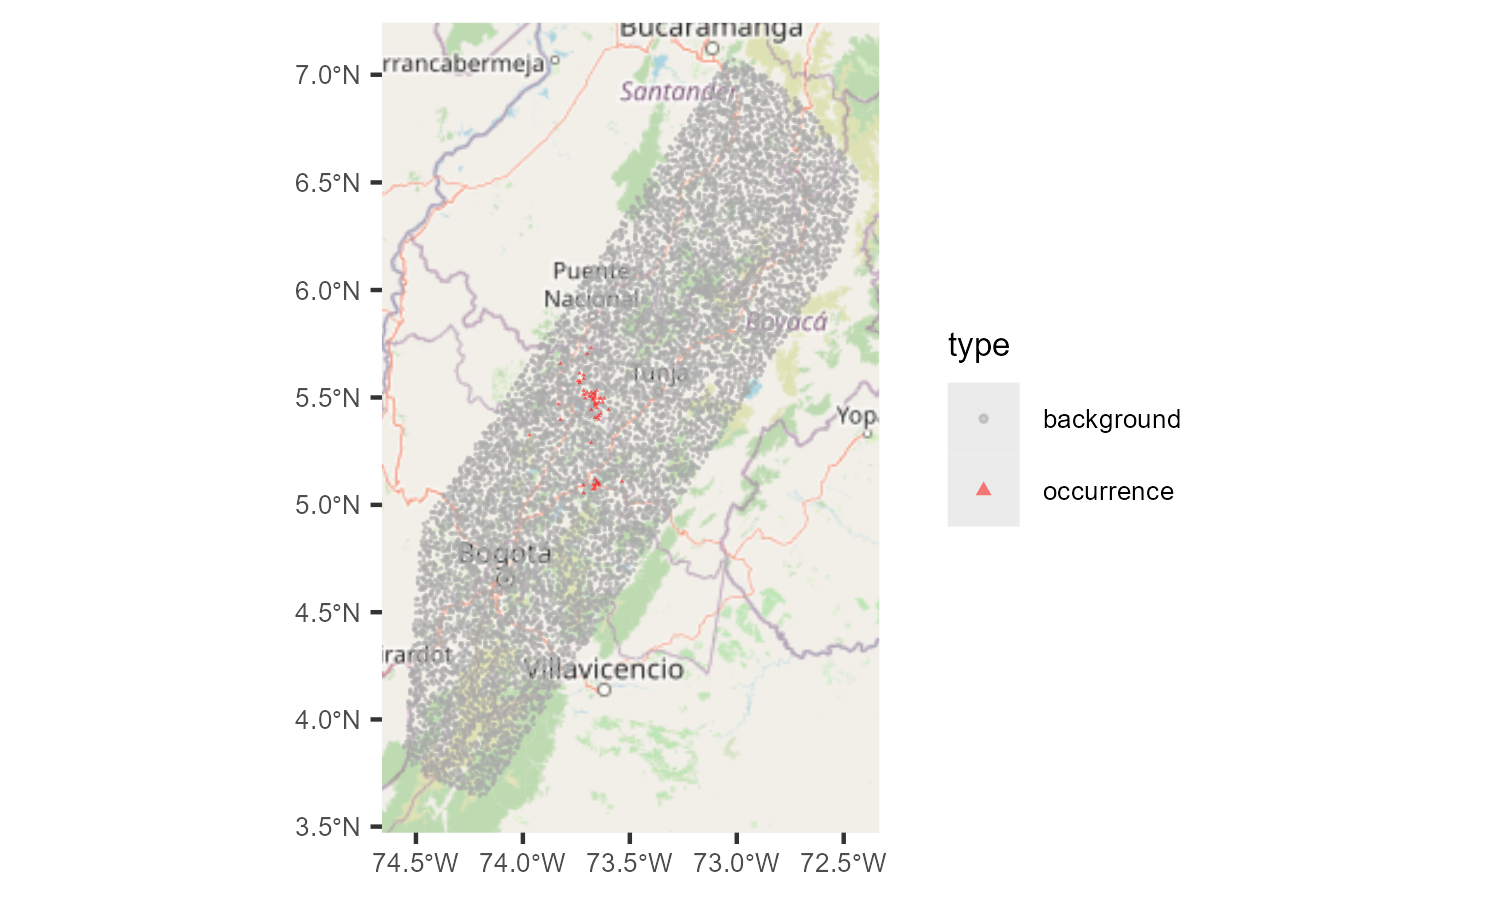 Bucaramanga
rrancabermeja
Santander
Puente
Nacional
Boyacá
Tunja
Yopa
Bogota
irardot
Villavicencio
7.0°N
6.5°N
6.0°N
5.5°N
5.0°N
4.5°N
4.0°N
3.5°N
74.5°W 74.0°W 73.5°W 73.0°W 72.5°W
type
background
occurrence